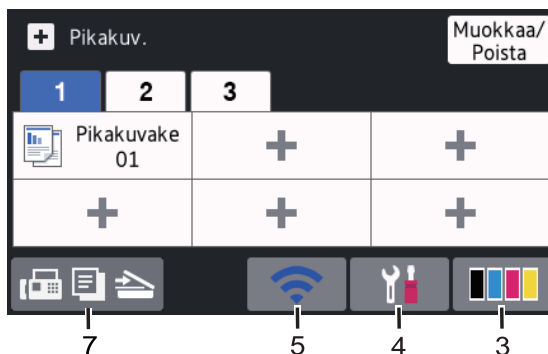 Pikakuv.
Muokkaa/
Poista
1 2 3
Pikakuvake
01
7 5 4 3